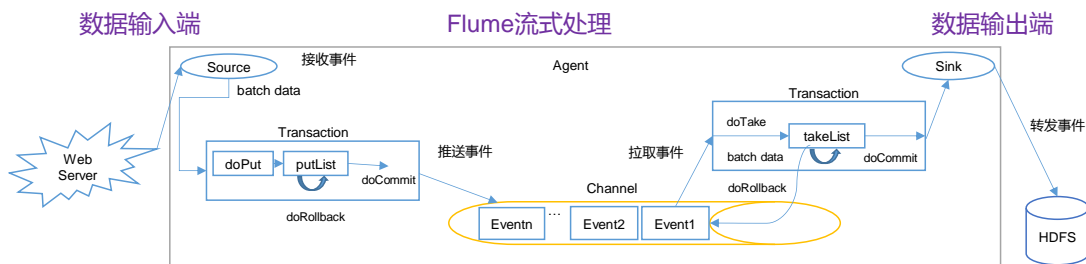 数据输入端
Flume流式处理
数据输出端
Source
接收事件
Agent
Sink
batch data
Transaction
Transaction
doTake
takeList
转发事件
Web
Server
doPut
putList
推送事件
拉取事件
batch data
doCommit
doCommit
Channel
doRollback
doRollback
Eventn
...
Event2
Event1
HDFS